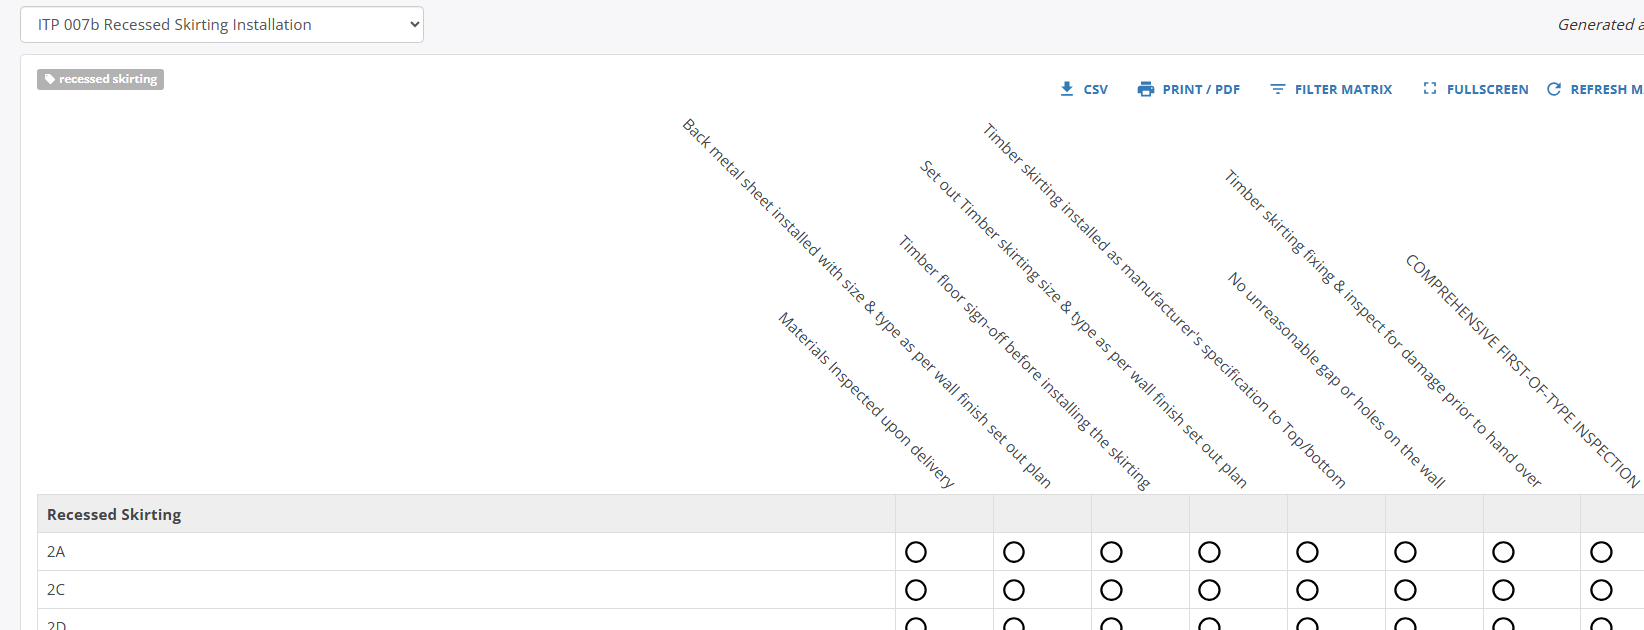 ITP 007b Recessed Skirting Installation
Generated
recessed skirting
CSV
PRINT / PDF
FILTER MATRIX
FULLSCREEN
REFRESH
Materials Inspected upon delivery
Back metal sheet installed with size & type as per wall finish set out plan
Timber floor sign-off before installing the skirting
Set out Timber skirting size & type as per wall finish set out plan
Timber skirting installed as manufacturer's specification to Top/bottom
No unreasonable gap or holes on the wall
Timber skirting fixing & inspect for damage prior to hand over
COMPREHENSIVE FIRST-OF-TYPE INSPECTION
Recessed Skirting
2A
2C
2D